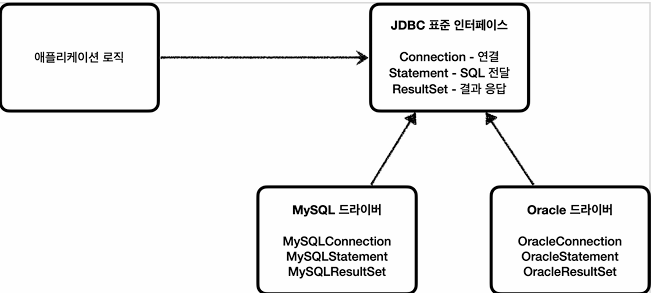 애플리케이션 로직
JDBC 표준 인터페이스
Connection - 연결
Statement - SQL 전달
ResultSet - 결과 응답
MySQL 드라이버
MySQLConnection
MySQLStatement
MySQLResultSet
Oracle 드라이버
OracleConnection
OracleStatement
OracleResultSet